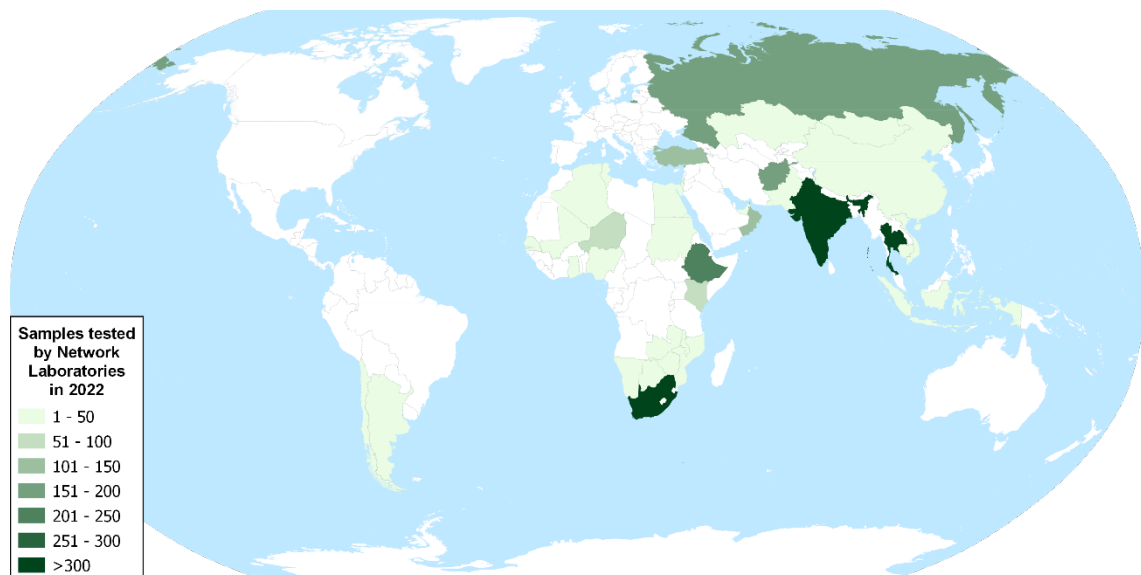 Samples tested
by Network
Laboratories
in 2022
1 - 50
51 - 100
101 - 150
151 - 200
201 - 250
251 - 300
>300